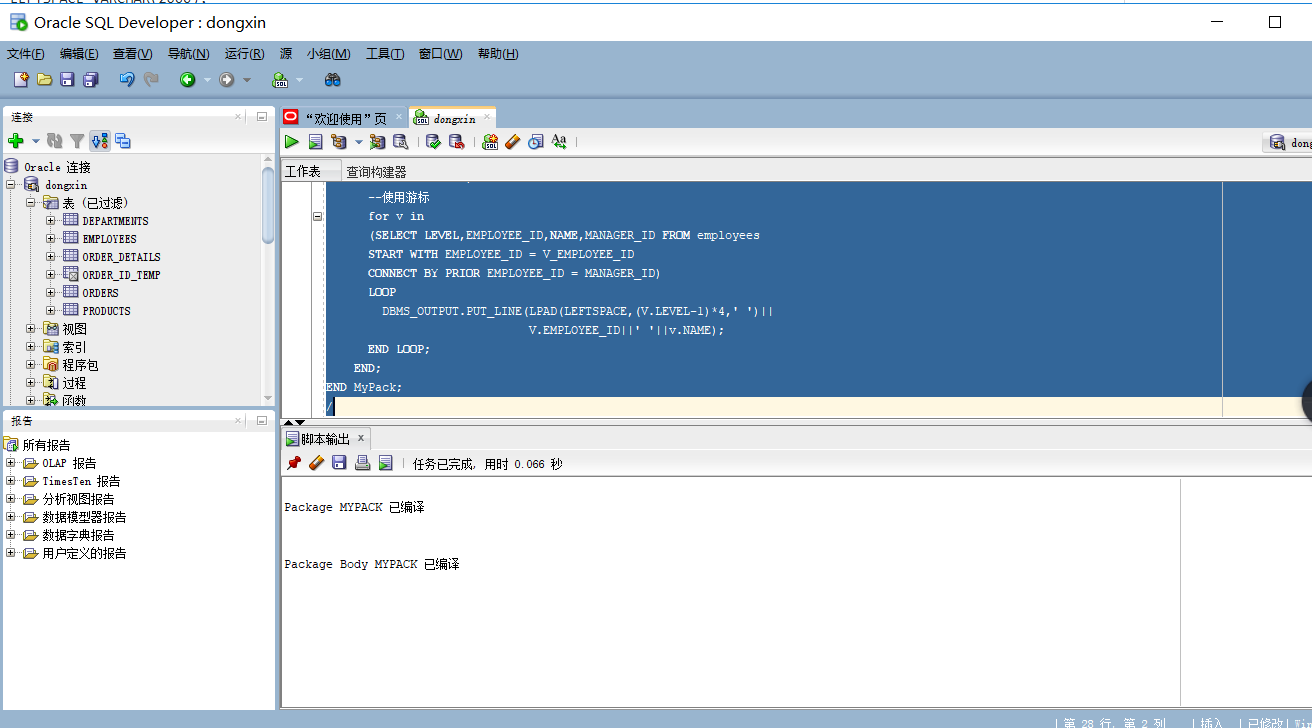 Oracle SQL Developer : dongxin
文件(F) 编辑(E) 查看(V) 导航(N) 运行(R) 源 小组(M) 工具(T) 窗口(W) 帮助(H)
连接
Oracle 连接
dongxin
表 (已过滤)
DEPARTMENTS
EMPLOYEES
ORDER_DETAILS
ORDER_ID_TEMP
ORDERS
PRODUCTS
视图
索引
程序包
过程
函数
报告
所有报告
OLAP 报告
TimesTen 报告
分析视图报告
数据模型器报告
数据字典报告
用户定义的报告
“欢迎使用”页 dongxin
工作表 查询构建器
--使用游标
for v in
(SELECT LEVEL,EMPLOYEE_ID,NAME,MANAGER_ID FROM employees
START WITH EMPLOYEE_ID = V_EMPLOYEE_ID
CONNECT BY PRIOR EMPLOYEE_ID = MANAGER_ID)
LOOP
DBMS_OUTPUT.PUT_LINE(LPAD(LEFTSPACE,(V.LEVEL-1)*4,' ')||
V.EMPLOYEE_ID||' '||v.NAME);
END LOOP;
END;
END MyPack;
/
脚本输出
任务已完成, 用时 0.066 秒
Package MYPACK 已编译
Package Body MYPACK 已编译
| 第 28 行, 第 2 列 | 插入 | 已修改|